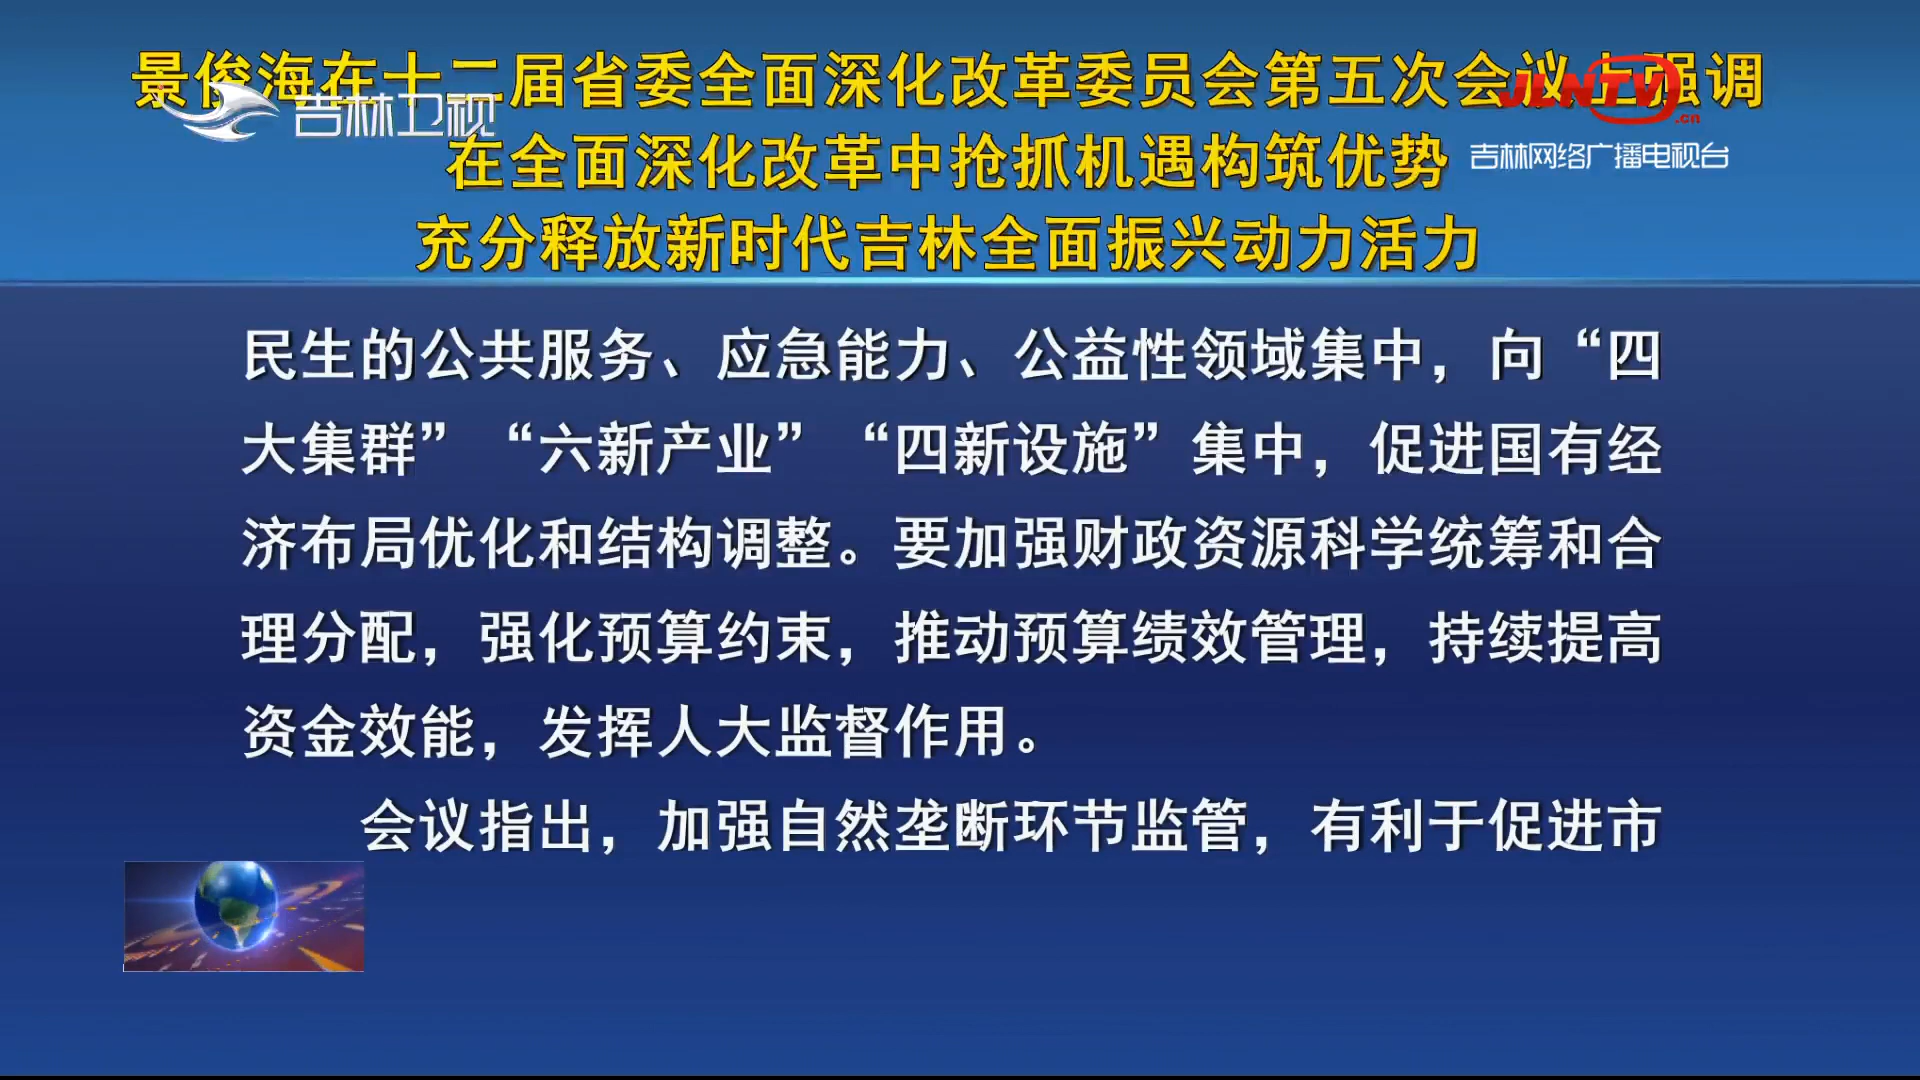 景俊海在十二届省委全面深化改革委员会第五次会议上强调
吉林卫视
JLNTV.cn
在全面深化改革中抢抓机遇构筑优势
吉林网络广播电视台
充分释放新时代吉林全面振兴动力活力
民生的公共服务、应急能力、公益性领域集中，向“四
大集群”“六新产业”“四新设施”集中，促进国有经
济布局优化和结构调整。要加强财政资源科学统筹和合
理分配，强化预算约束，推动预算绩效管理，持续提高
资金效能，发挥人大监督作用。
会议指出，加强自然垄断环节监管，有利于促进市